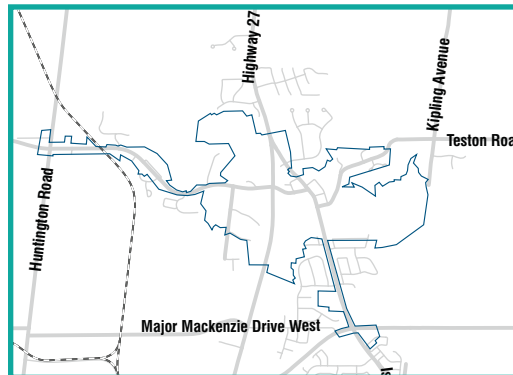 Highway 27
Kipling Avenue
Teston Roa
Huntington Road
Major Mackenzie Drive West